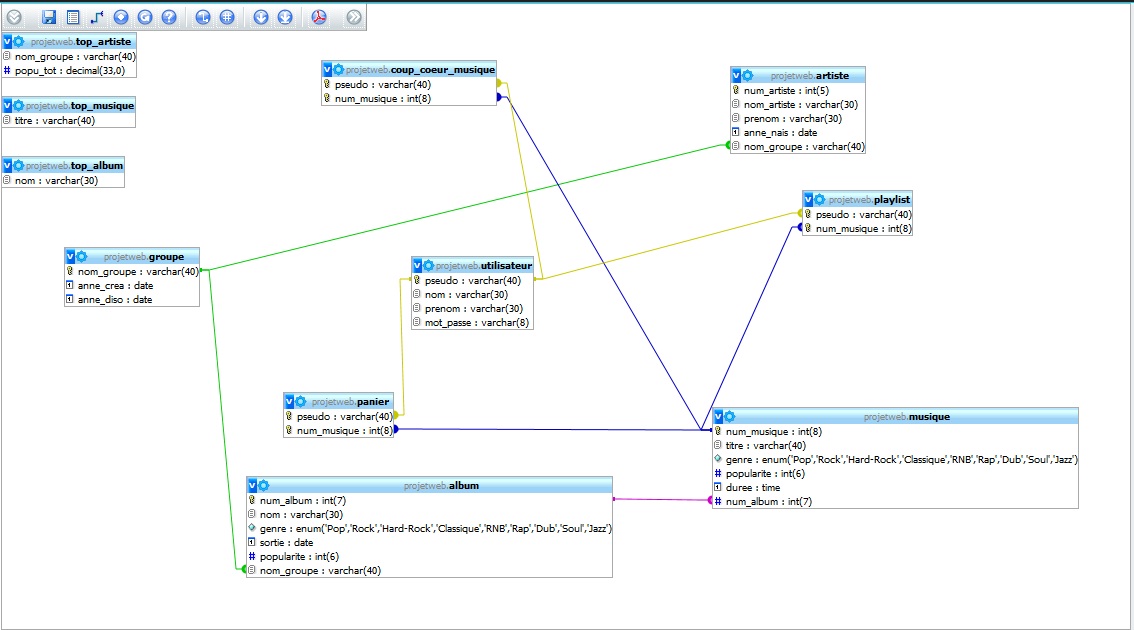 projetweb.top_artiste
nom_groupe : varchar(40)
# popu_tot : decimal(33,0)
projetweb.top_musique
titre : varchar(40)
projetweb.top_album
nom : varchar(30)
projetweb.coup_coeur_musique
pseudo : varchar(40)
num_musique : int(8)
projetweb.artiste
num_artiste : int(5)
nom_artiste : varchar(30)
prenom : varchar(30)
anne_nais : date
nom_groupe : varchar(40)
projetweb.playlist
pseudo : varchar(40)
num_musique : int(8)
projetweb.groupe
nom_groupe : varchar(40)
anne_crea : date
anne_diso : date
projetweb.utilisateur
pseudo : varchar(40)
nom : varchar(30)
prenom : varchar(30)
mot_passe : varchar(8)
projetweb.panier
pseudo : varchar(40)
num_musique : int(8)
projetweb.musique
num_musique : int(8)
titre : varchar(40)
genre : enum('Pop','Rock','Hard-Rock','Classique','RNB','Rap','Dub','Soul','Jazz')
# popularite : int(6)
duree : time
# num_album : int(7)
projetweb.album
num_album : int(7)
nom : varchar(30)
genre : enum('Pop','Rock','Hard-Rock','Classique','RNB','Rap','Dub','Soul','Jazz')
sortie : date
# popularite : int(6)
nom_groupe : varchar(40)